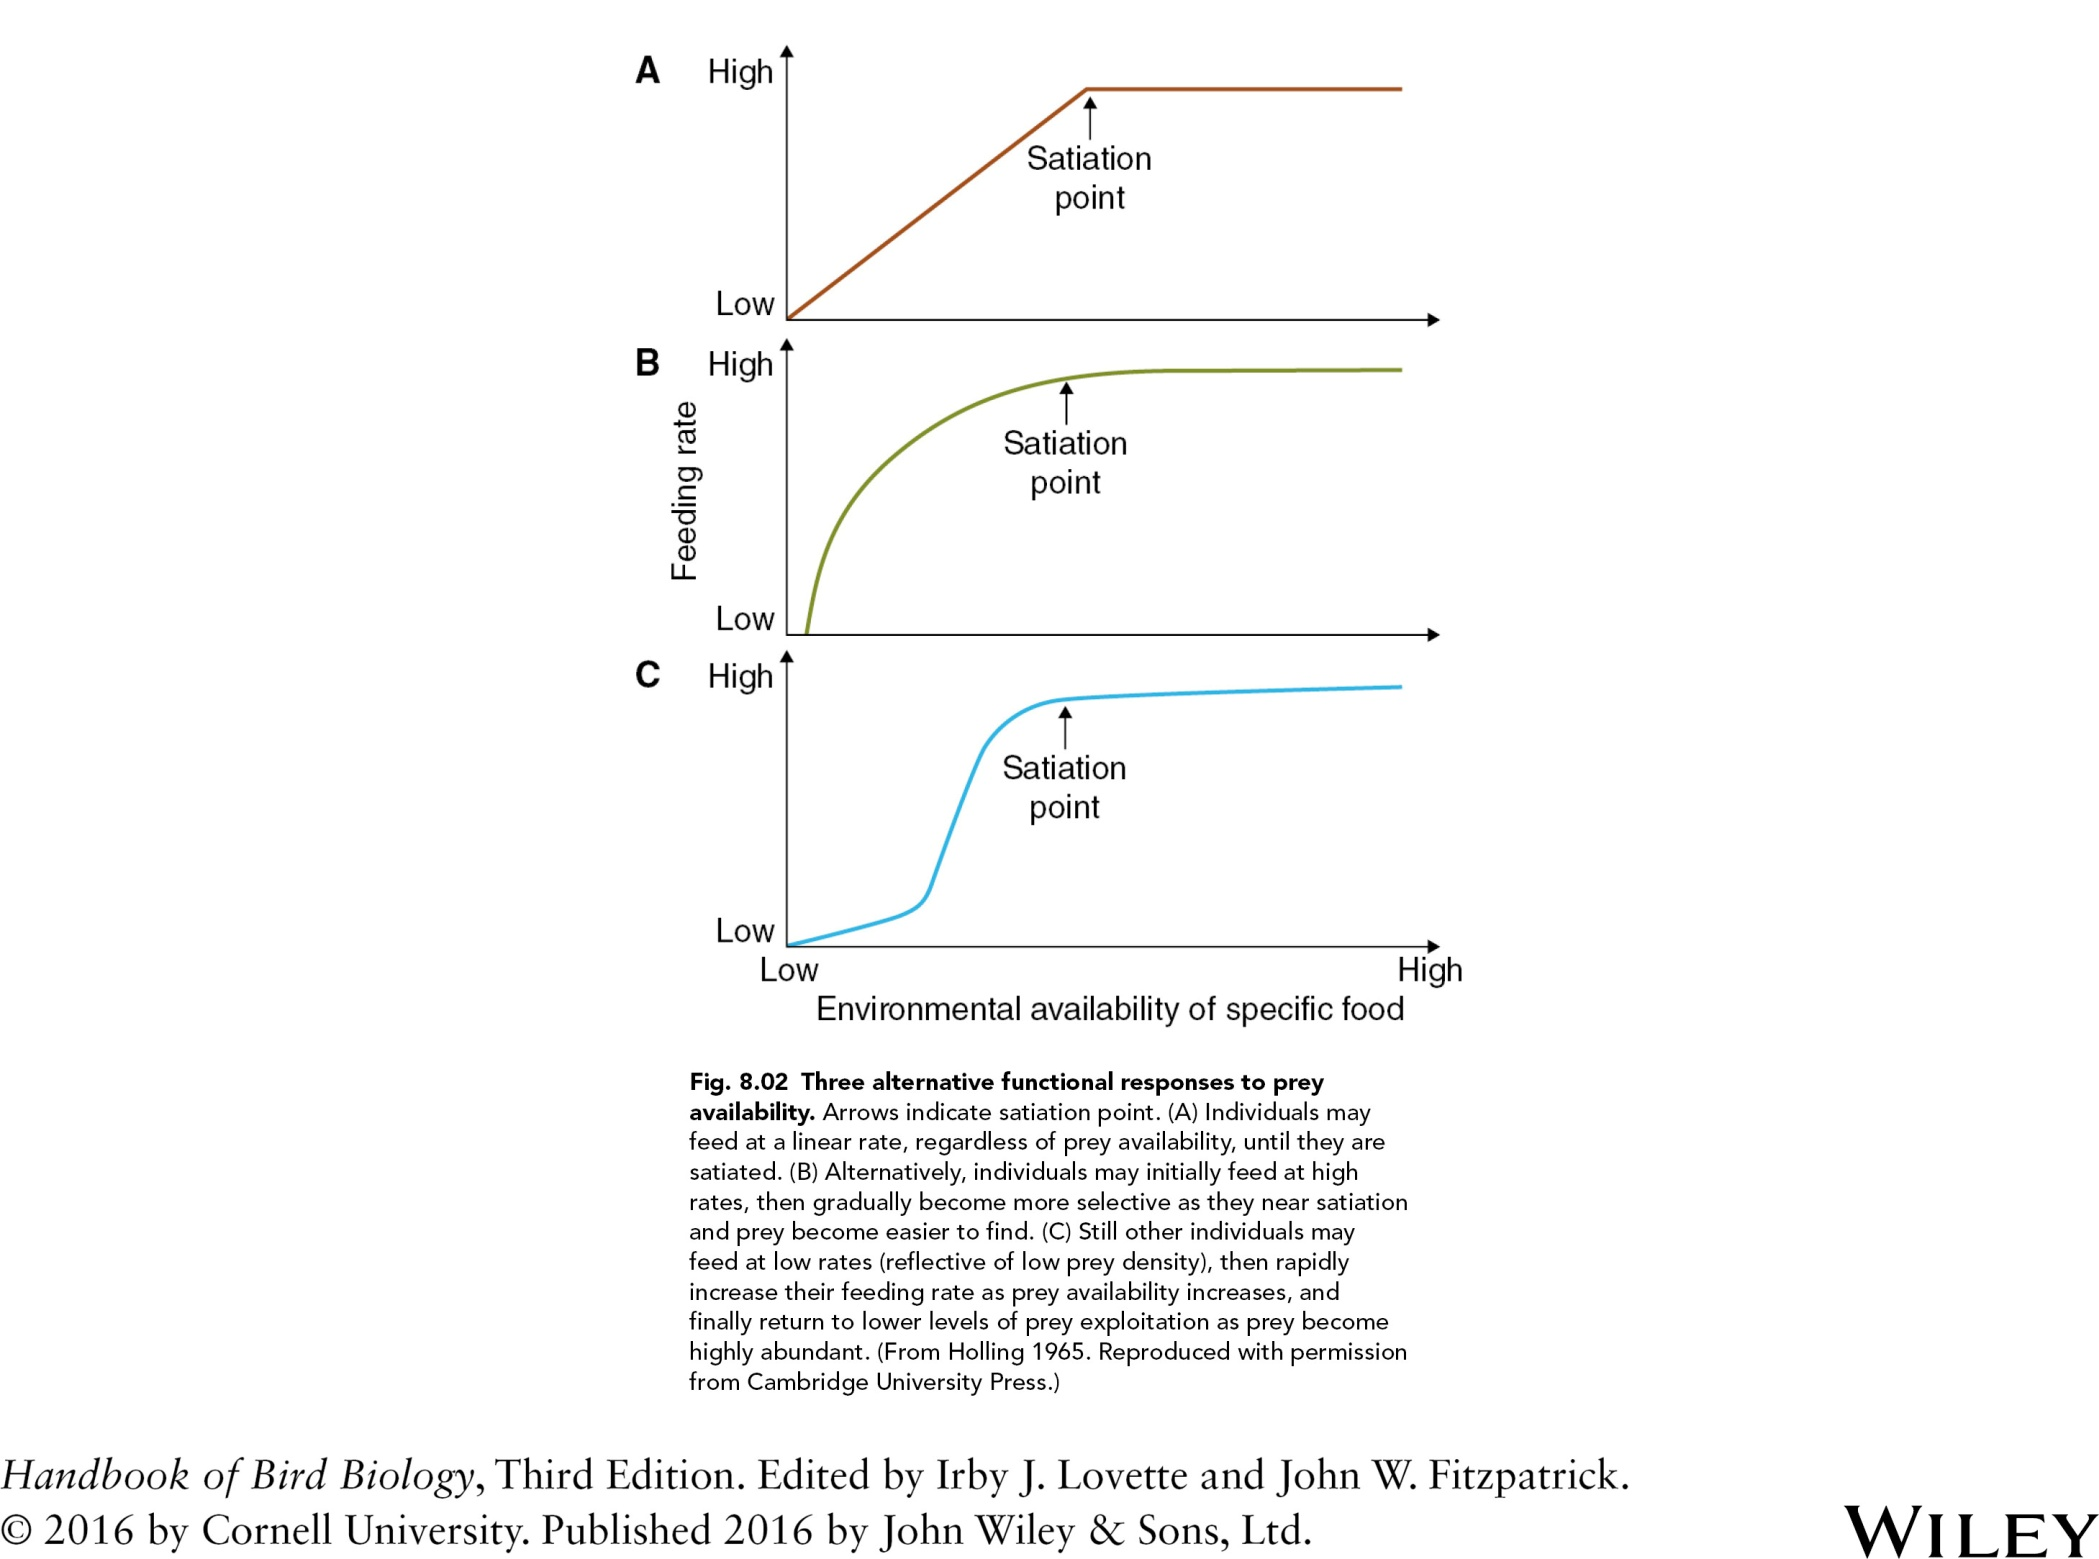 A
High
Satiation
point
Low
B
High
Feeding rate
Satiation
point
Low
C
High
Satiation
point
Low
Low
High
Environmental availability of specific food
Fig. 8.02 Three alternative functional responses to prey
availability. Arrows indicate satiation point. (A) Individuals may
feed at a linear rate, regardless of prey availability, until they are
satiated. (B) Alternatively, individuals may initially feed at high
rates, then gradually become more selective as they near satiation
and prey become easier to find. (C) Still other individuals may
feed at low rates (reflective of low prey density), then rapidly
increase their feeding rate as prey availability increases, and
finally return to lower levels of prey exploitation as prey become
highly abundant. (From Holling 1965. Reproduced with permission
from Cambridge University Press.)
Handbook of Bird Biology, Third Edition. Edited by Irby J. Lovette and John W. Fitzpatrick.
© 2016 by Cornell University. Published 2016 by John Wiley & Sons, Ltd.
WILEY